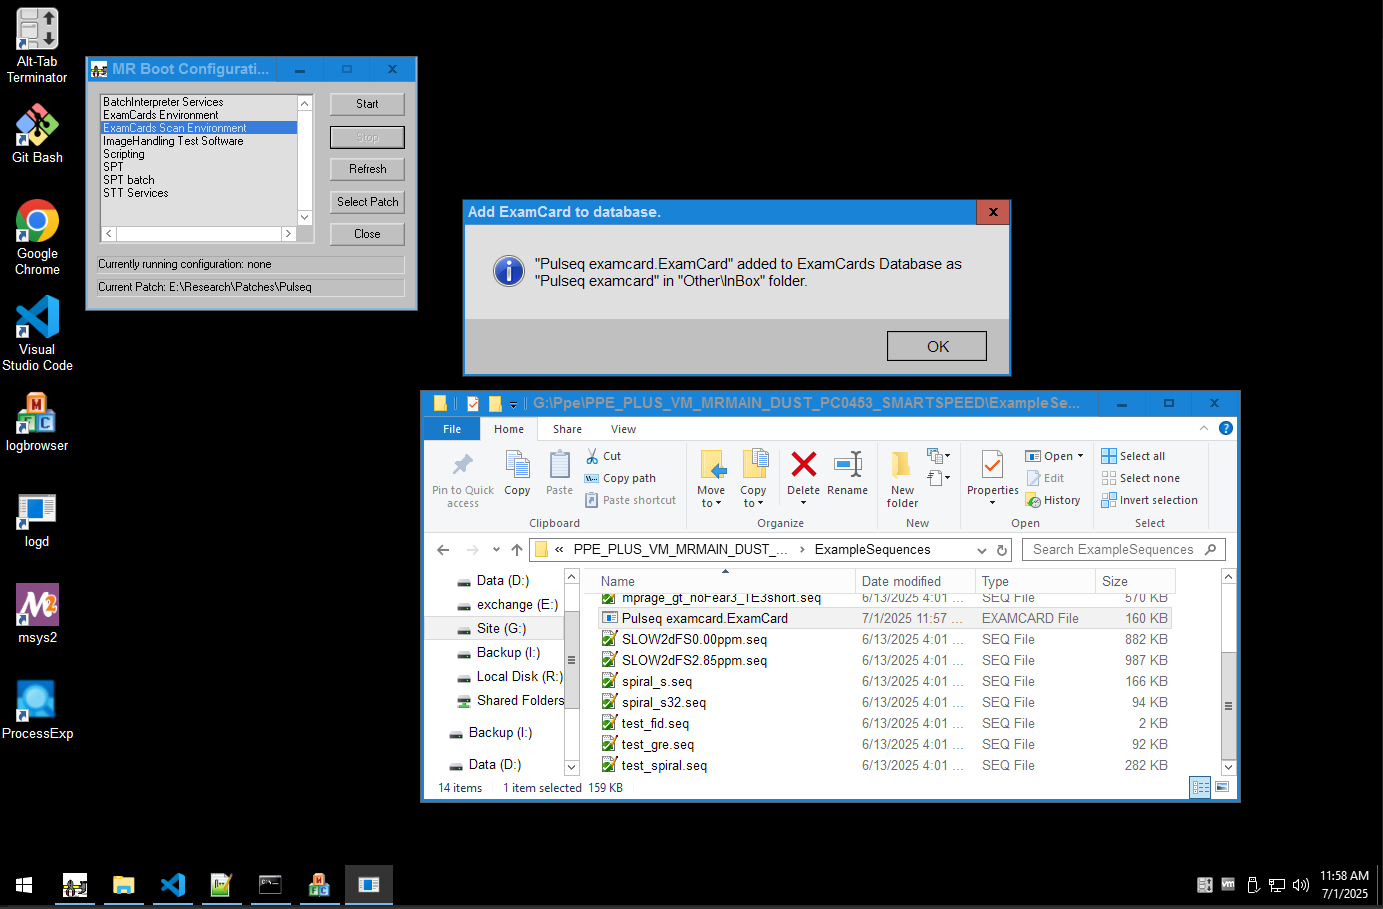 Alt-Tab
Terminator
Git Bash
Google
Chrome
Visual
Studio Code
logbrowser
logd
msys2
ProcessExp
MR Boot Configurati...
BatchInterpreter Services
ExamCards Environment
ExamCards Scan Environment
ImageHandling Test Software
Scripting
SPT
SPT batch
STT Services
Start
Stop
Refresh
Select Patch
Close
Currently running configuration: none
Current Patch: E:\Research\Patches\Pulseq
Add ExamCard to database.
"Pulseq examcard.ExamCard" added to ExamCards Database as
"Pulseq examcard" in "Other\InBox" folder.
OK
G:\Ppe\PPE_PLUS_VM_MRMAIN_DUST_PC0453_SMARTSPEED\ExampleSe...
File Home Share View
Pin to Quick
access
Copy
Paste
Cut
Copy path
Paste shortcut
Clipboard
Move
to
Copy
to
Delete
Rename
Organize
New
folder
New
Properties
Open
Edit
History
Open
Select all
Select none
Invert selection
Select
« PPE_PLUS_VM_MRMAIN_DUST_... › ExampleSequences
Search ExampleSequences
Data (D:)
exchange (E:)
Site (G:)
Backup (I:)
Local Disk (R:)
Shared Folders
Backup (I:)
Data (D:)
Name Date modified Type Size
mprage_gt_noFear3_TE3short.seq 6/13/2025 4:01 ... SEQ File 570 KB
Pulseq examcard.ExamCard 7/1/2025 11:57 ... EXAMCARD File 160 KB
SLOW2dFS0.00ppm.seq 6/13/2025 4:01 ... SEQ File 882 KB
SLOW2dFS2.85ppm.seq 6/13/2025 4:01 ... SEQ File 987 KB
spiral_s.seq 6/13/2025 4:01 ... SEQ File 166 KB
spiral_s32.seq 6/13/2025 4:01 ... SEQ File 94 KB
test_fid.seq 6/13/2025 4:01 ... SEQ File 2 KB
test_gre.seq 6/13/2025 4:01 ... SEQ File 92 KB
test_spiral.seq 6/13/2025 4:01 ... SEQ File 282 KB
14 items 1 item selected 159 KB
11:58 AM
7/1/2025